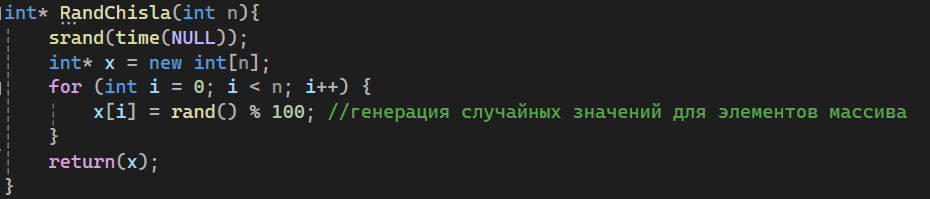 int* RandChisla(int n){
    srand(time(NULL));
    int* x = new int[n];
    for (int i = 0; i < n; i++) {
        x[i] = rand() % 100; //генерация случайных значений для элементов массива
    }
    return(x);
}